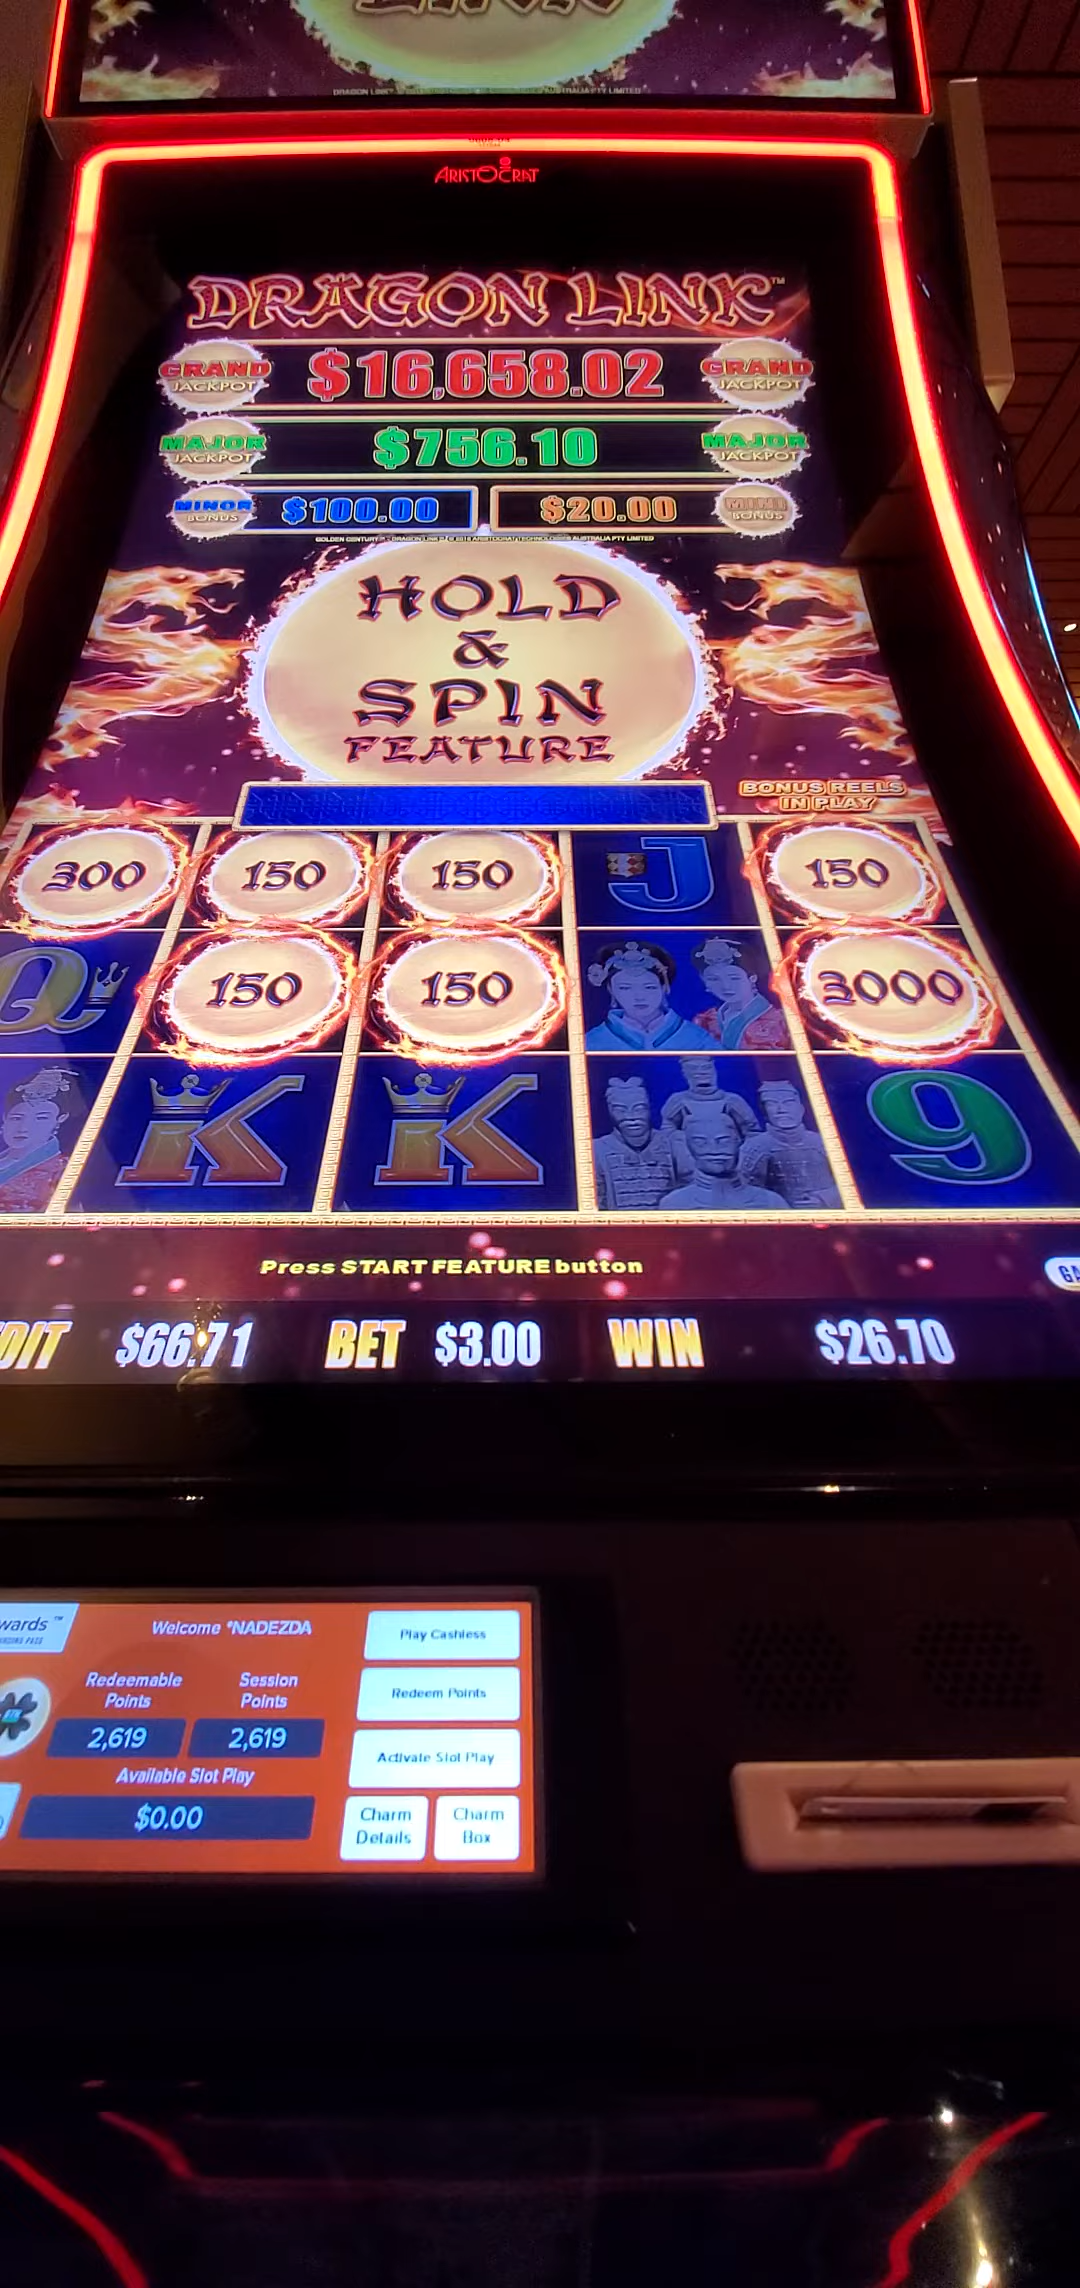 ARISTOCRAT
DRAGON LINK™
GRAND JACKPOT $16,658.02 GRAND JACKPOT
MAJOR JACKPOT $756.10 MAJOR JACKPOT
MINOR BONUS $100.00 $20.00 MINI BONUS
HOLD
&
SPIN
FEATURE
BONUS REELS
IN PLAY
300 150 150 J 150
Q 150 150 3000
K K 9
Press START FEATURE button
DIT $66.71 BET $3.00 WIN $26.70
wards™
Welcome *NADEZDA
Play Cashless
Redeemable Points
Session Points
Redeem Points
2,619 2,619
Activate Slot Play
Available Slot Play
$0.00
Charm Details
Charm Box